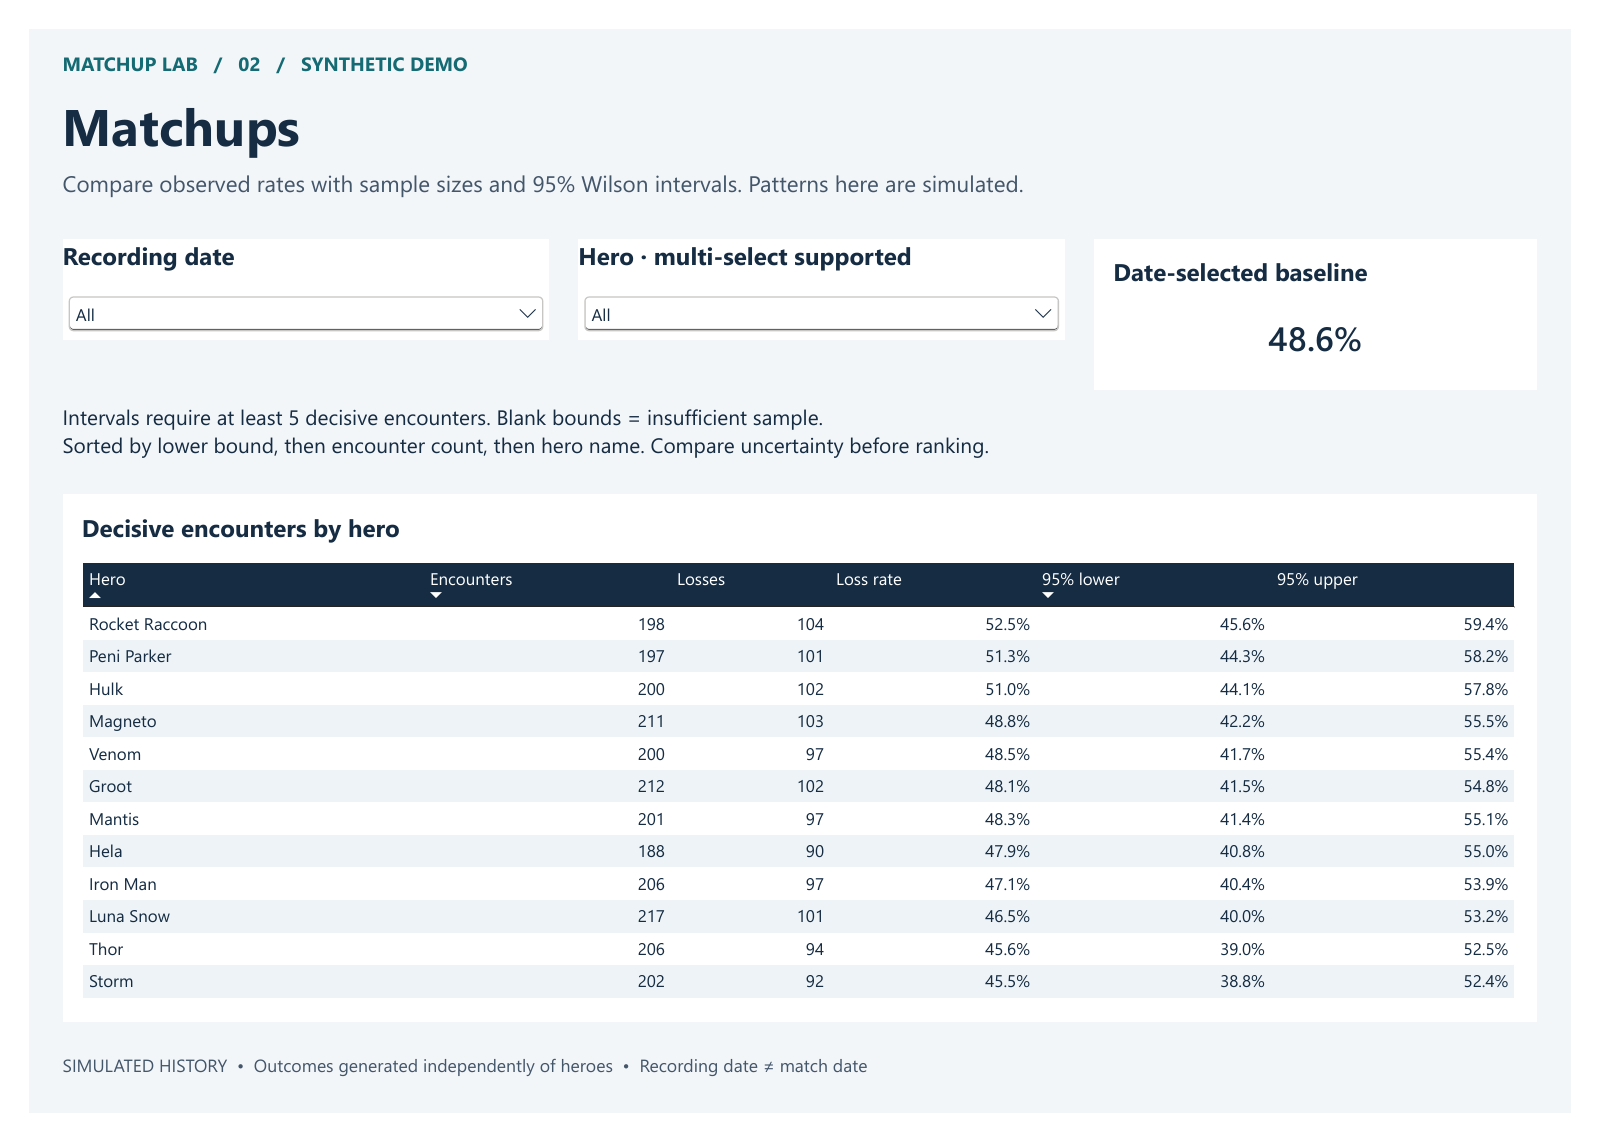 MATCHUP LAB / 02 / SYNTHETIC DEMO
Matchups
Compare observed rates with sample sizes and 95% Wilson intervals. Patterns here are simulated.
Recording date
All
Hero · multi-select supported
All
Date-selected baseline
48.6%
Intervals require at least 5 decisive encounters. Blank bounds = insufficient sample.
Sorted by lower bound, then encounter count, then hero name. Compare uncertainty before ranking.
Decisive encounters by hero
Hero Encounters Losses Loss rate 95% lower 95% upper
Rocket Raccoon 198 104 52.5% 45.6% 59.4%
Peni Parker 197 101 51.3% 44.3% 58.2%
Hulk 200 102 51.0% 44.1% 57.8%
Magneto 211 103 48.8% 42.2% 55.5%
Venom 200 97 48.5% 41.7% 55.4%
Groot 212 102 48.1% 41.5% 54.8%
Mantis 201 97 48.3% 41.4% 55.1%
Hela 188 90 47.9% 40.8% 55.0%
Iron Man 206 97 47.1% 40.4% 53.9%
Luna Snow 217 101 46.5% 40.0% 53.2%
Thor 206 94 45.6% 39.0% 52.5%
Storm 202 92 45.5% 38.8% 52.4%
SIMULATED HISTORY • Outcomes generated independently of heroes • Recording date ≠ match date